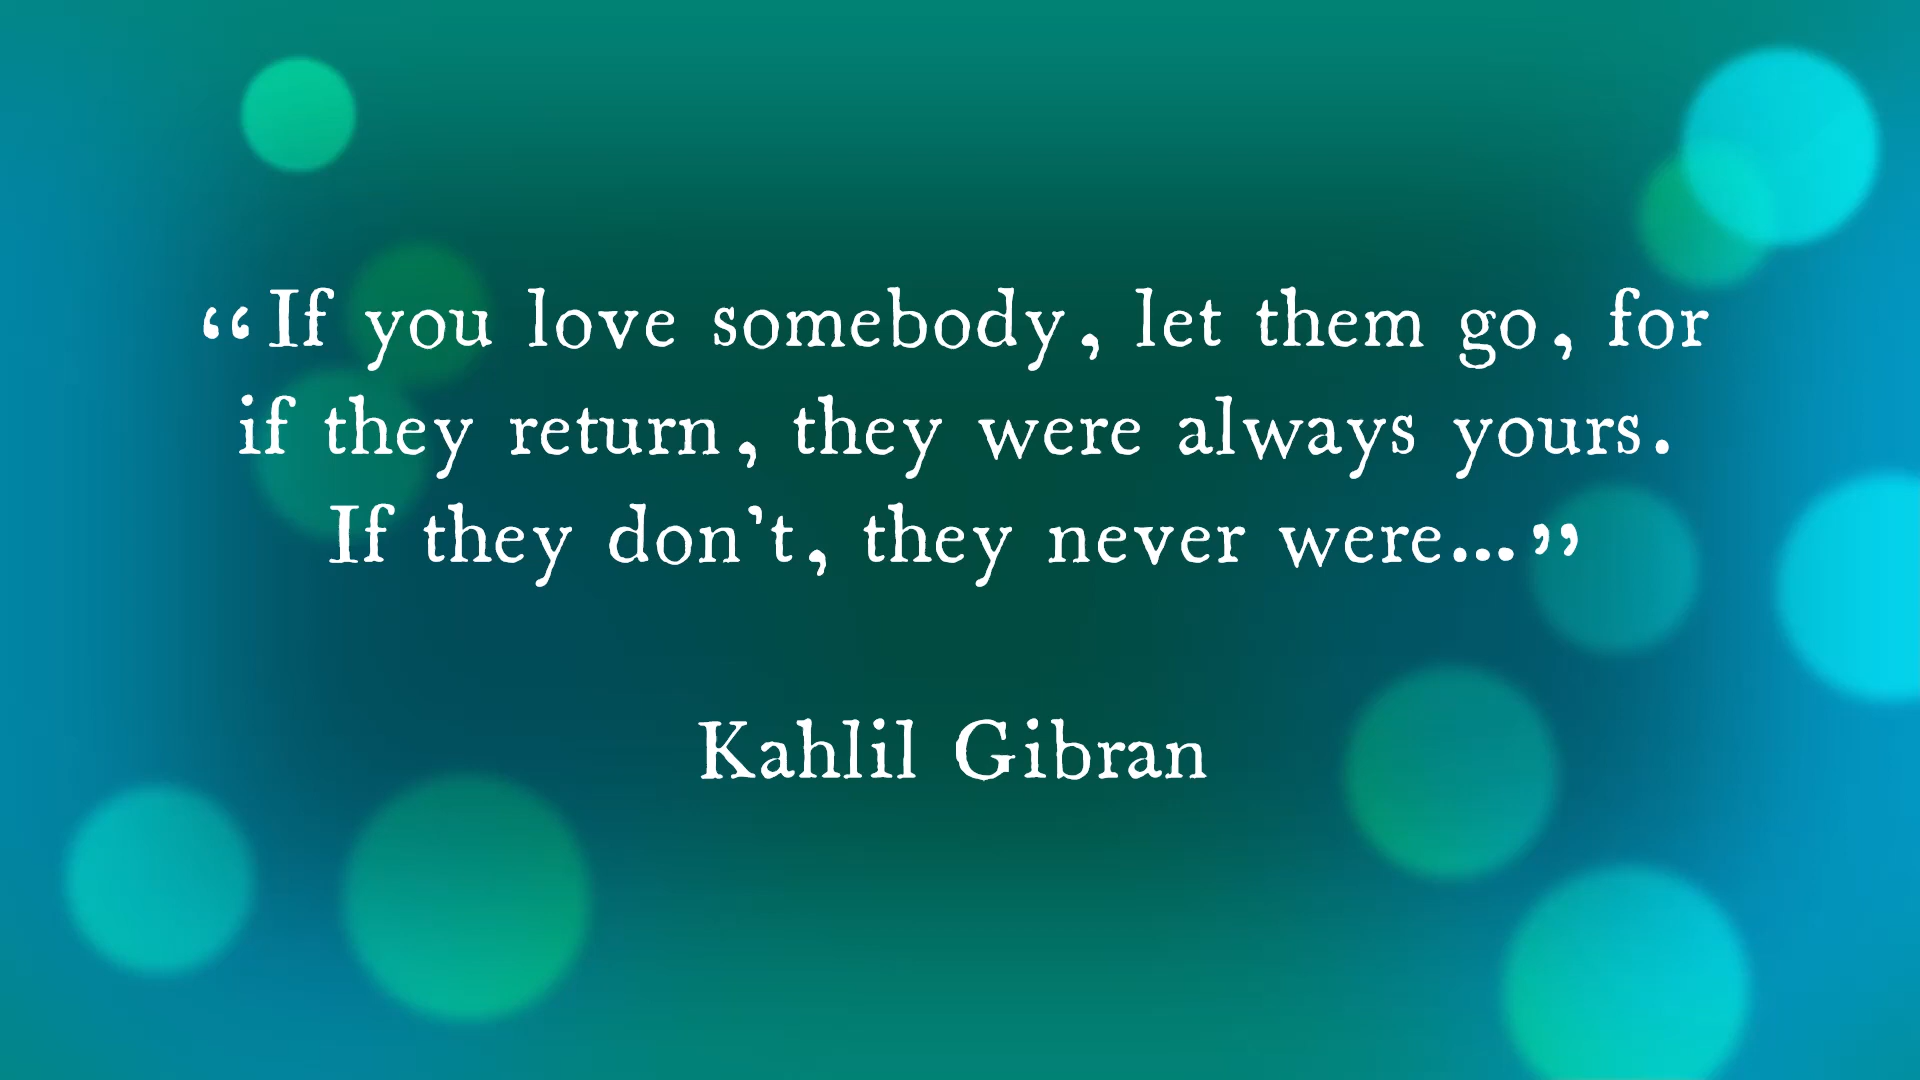 “If you love somebody, let them go, for
if they return, they were always yours.
If they don’t, they never were...”
Kahlil Gibran